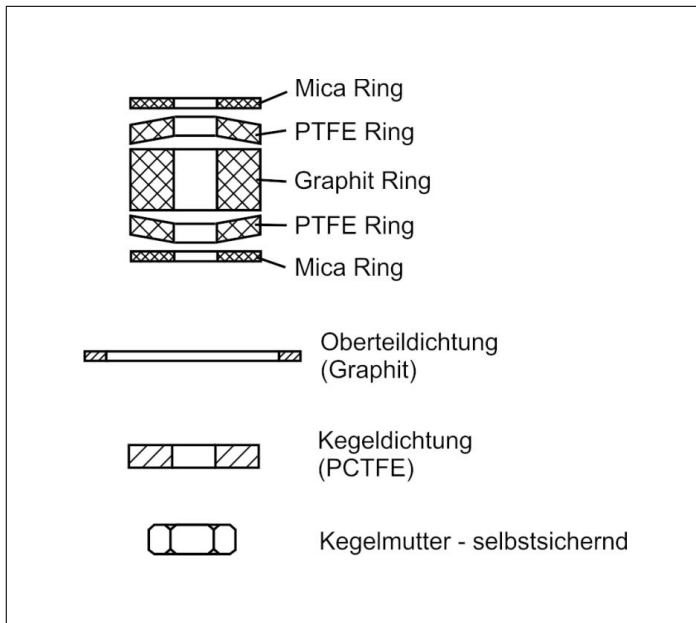 Mica Ring
PTFE Ring
Graphit Ring
PTFE Ring
Mica Ring
Oberteildichtung
(Graphit)
Kegeldichtung
(PCTFE)
Kegelmutter - selbstsichernd